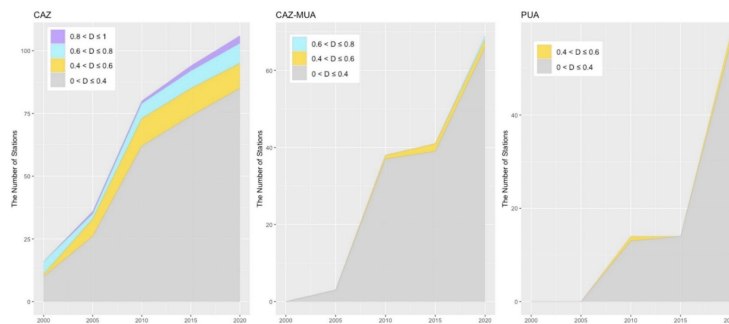 CAZ
0.8 < D ≤ 1
0.6 < D ≤ 0.8
0.4 < D ≤ 0.6
0 < D ≤ 0.4
The Number of Stations
100
75
50
25
0
2000 2005 2010 2015 2020
CAZ-MUA
0.6 < D ≤ 0.8
0.4 < D ≤ 0.6
0 < D ≤ 0.4
The Number of Stations
60
40
20
0
2000 2005 2010 2015 2020
PUA
0.4 < D ≤ 0.6
0 < D ≤ 0.4
The Number of Stations
40
20
0
2000 2005 2010 2015